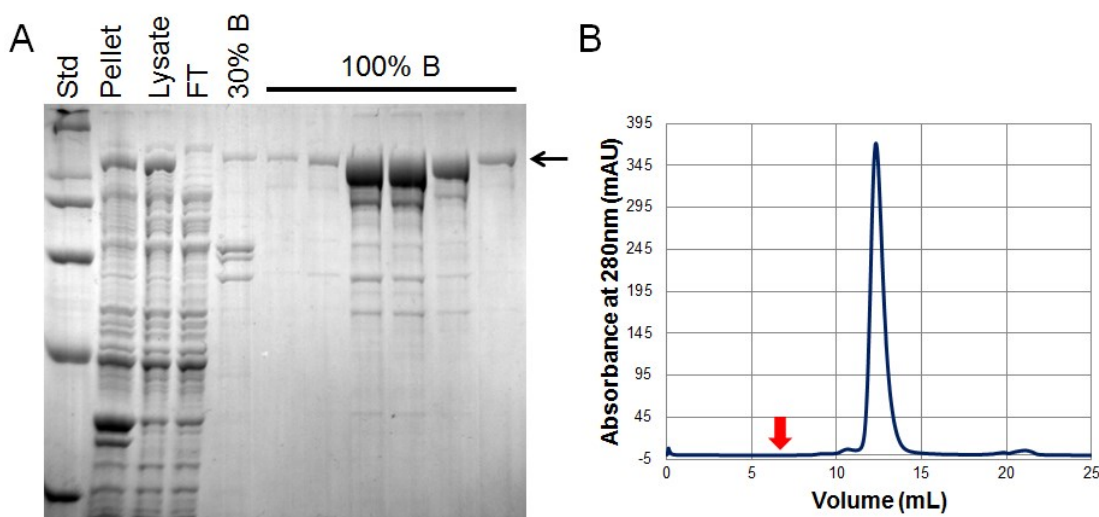 A
Std
Pellet
Lysate
FT
30% B
100% B
B
Absorbance at 280nm (mAU)
395
345
295
245
195
145
95
45
-5
0
5
10
15
20
25
Volume (mL)